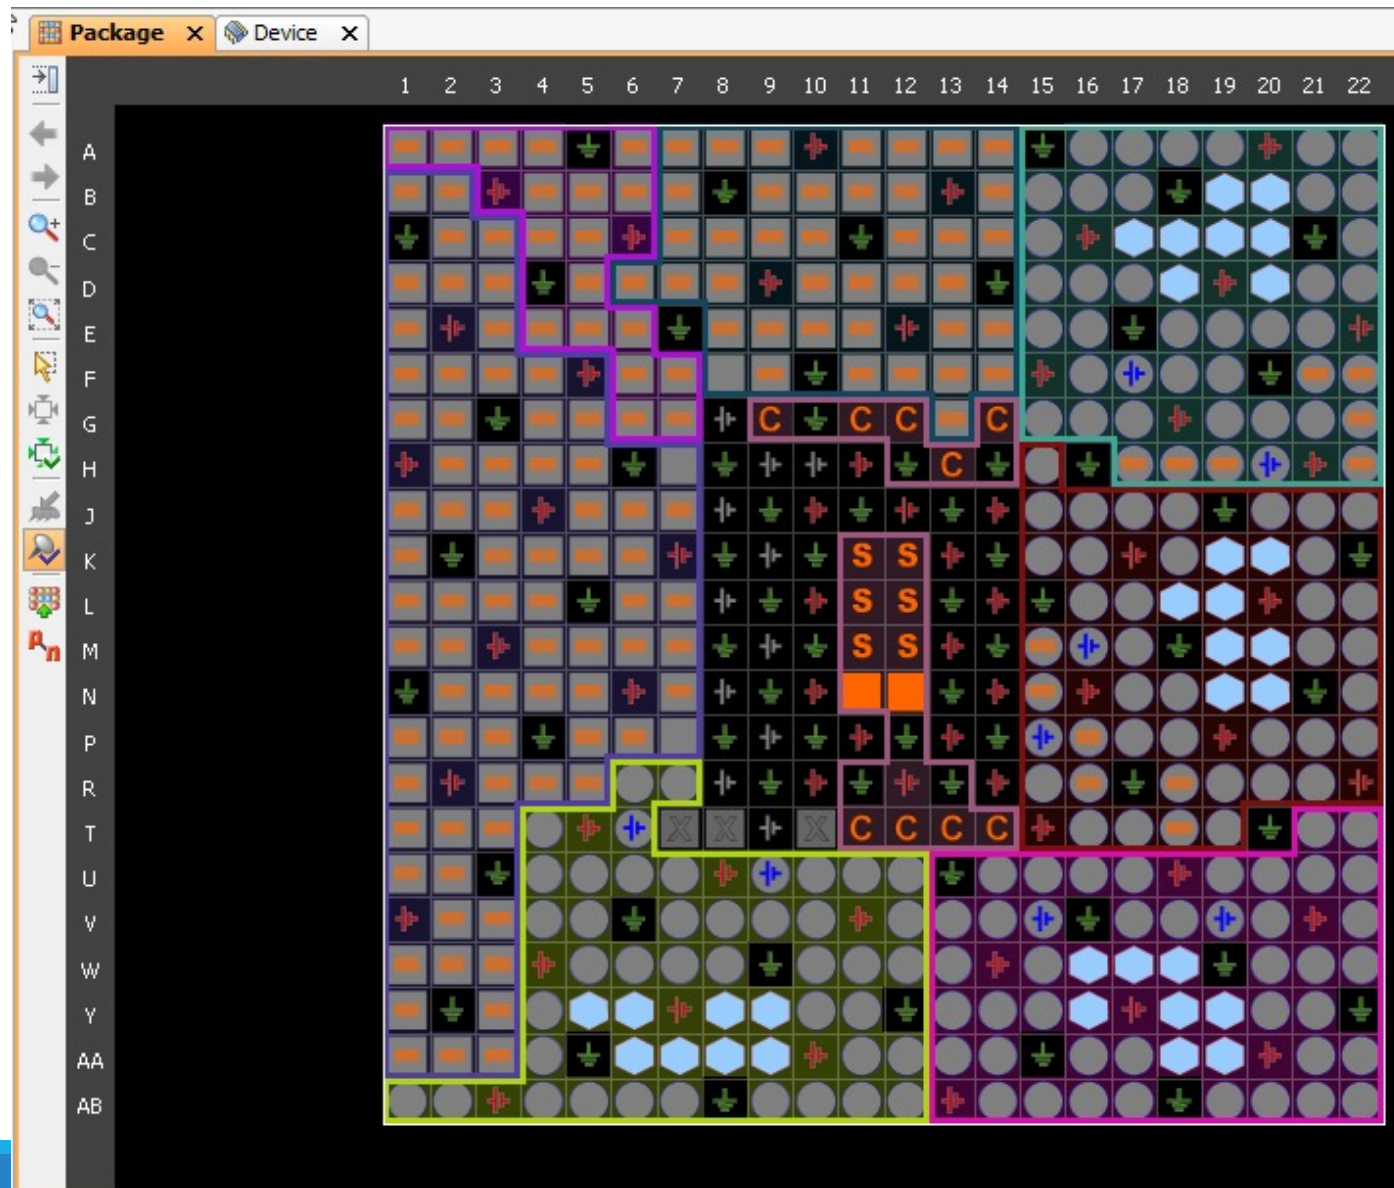 Package X Device X
1 2 3 4 5 6 7 8 9 10 11 12 13 14 15 16 17 18 19 20 21 22
A
B
C
D
E
F
G C C C C
H C
J
K S S
L S S
M S S
N
P
R
T X X X C C C C
U
V
W
Y
AA
AB